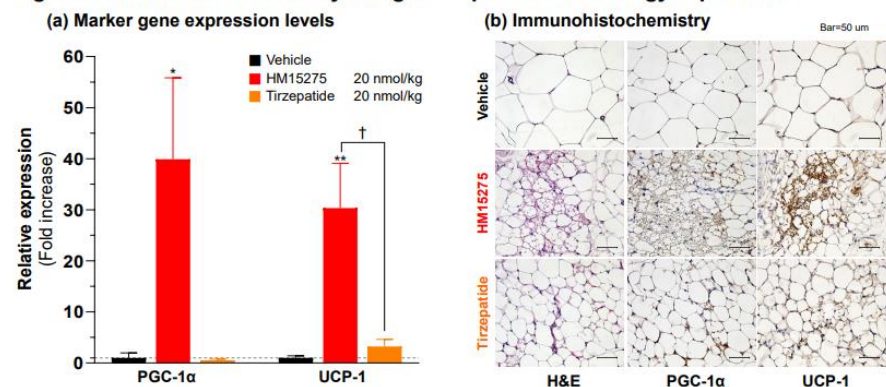 (a) Marker gene expression levels
(b) Immunohistochemistry
Bar=50 um
Relative expression
(Fold increase)
60
50
40
30
20
10
0
Vehicle
HM15275 20 nmol/kg
Tirzepatide 20 nmol/kg
*
**
†
PGC-1α UCP-1
Vehicle
HM15275
Tirzepatide
H&E PGC-1α UCP-1